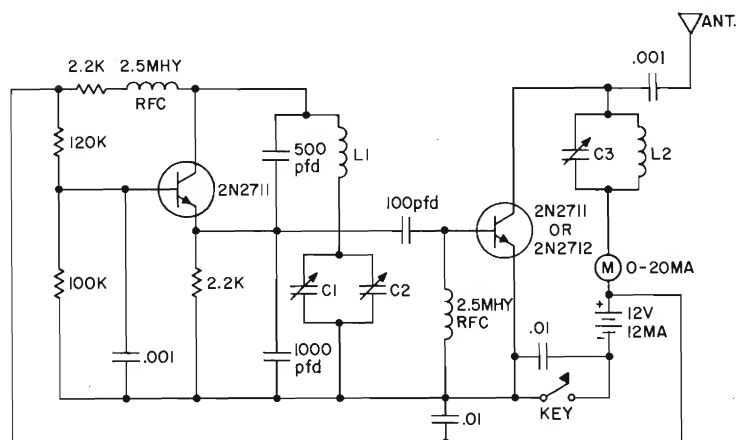 ANT.
2.2K
2.5MHY
RFC
.001
120K
500
pfd
L1
C3
L2
2N2711
100pfd
2N2711
OR
2N2712
M
0-20MA
100K
2.2K
C1
C2
2.5MHY
RFC
+
12V
12MA
-
.001
1000
pfd
.01
KEY
.01